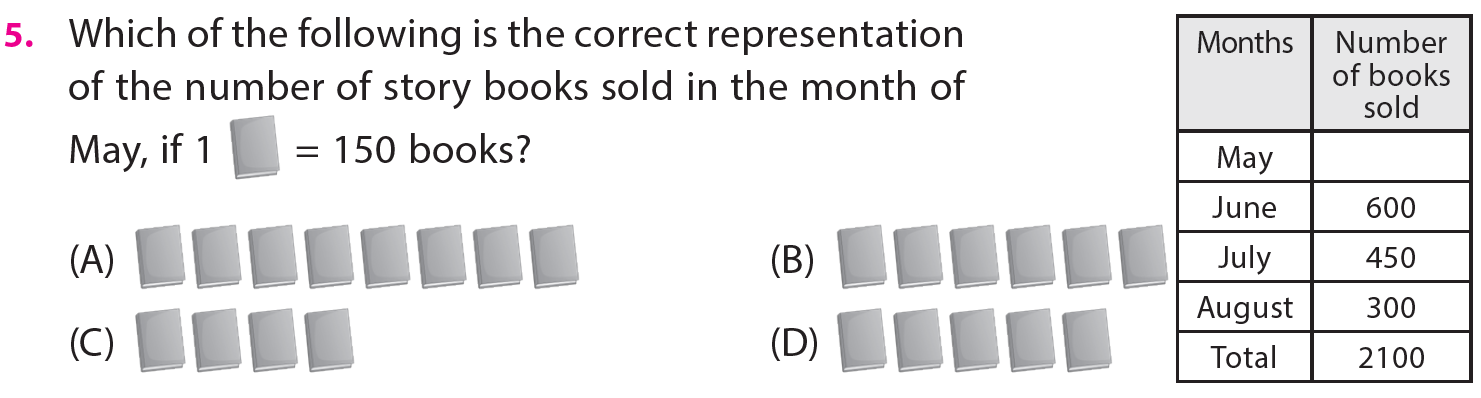 5. Which of the following is the correct representation
of the number of story books sold in the month of
May, if 1 = 150 books?
(A)
(B)
(C)
(D)
Months Number of books sold
May
June 600
July 450
August 300
Total 2100